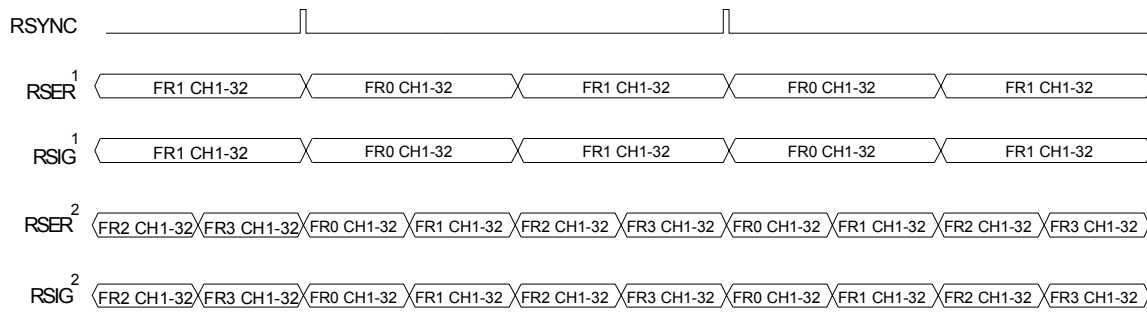 RSYNC
RSER1 FR1 CH1-32 FR0 CH1-32 FR1 CH1-32 FR0 CH1-32 FR1 CH1-32
RSIG1 FR1 CH1-32 FR0 CH1-32 FR1 CH1-32 FR0 CH1-32 FR1 CH1-32
RSER2 FR2 CH1-32 FR3 CH1-32 FR0 CH1-32 FR1 CH1-32 FR2 CH1-32 FR3 CH1-32 FR0 CH1-32 FR1 CH1-32 FR2 CH1-32 FR3 CH1-32
RSIG2 FR2 CH1-32 FR3 CH1-32 FR0 CH1-32 FR1 CH1-32 FR2 CH1-32 FR3 CH1-32 FR0 CH1-32 FR1 CH1-32 FR2 CH1-32 FR3 CH1-32